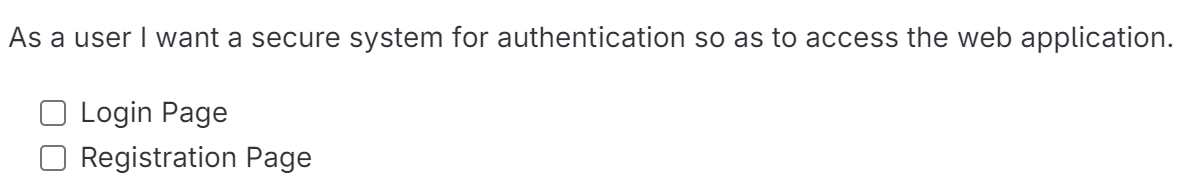 As a user I want a secure system for authentication so as to access the web application.
Login Page
Registration Page